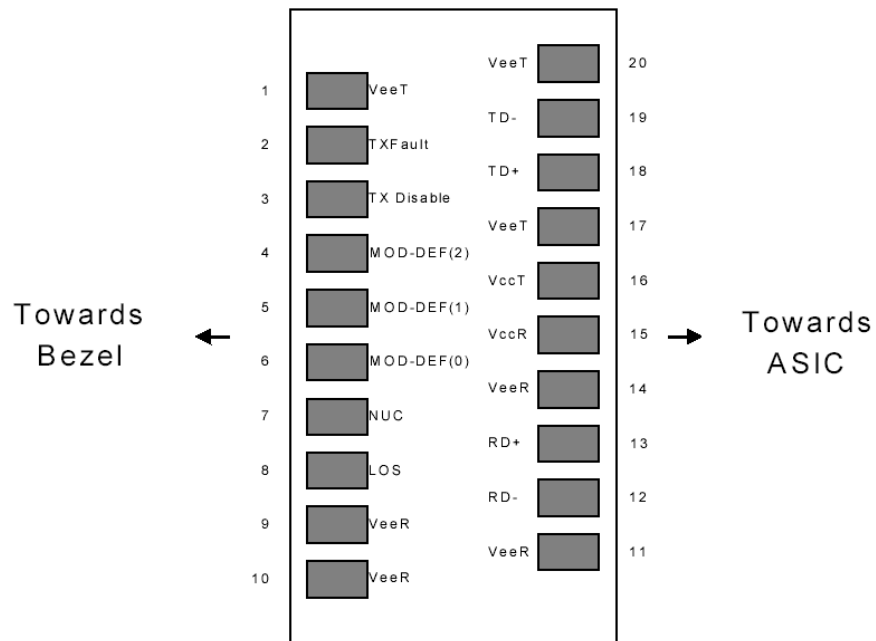 VeeT 20
1 VeeT
TD- 19
2 TXFault
TD+ 18
3 TX Disable
VeeT 17
4 MOD-DEF(2)
VccT 16
5 MOD-DEF(1)
Towards
Bezel
VccR 15
Towards
ASIC
6 MOD-DEF(0)
VeeR 14
7 NUC
RD+ 13
8 LOS
RD- 12
9 VeeR
VeeR 11
10 VeeR